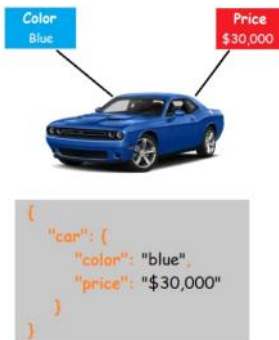 Color
Blue
Price
$30,000
{
"car": {
"color": "blue",
"price": "$30,000"
}
}